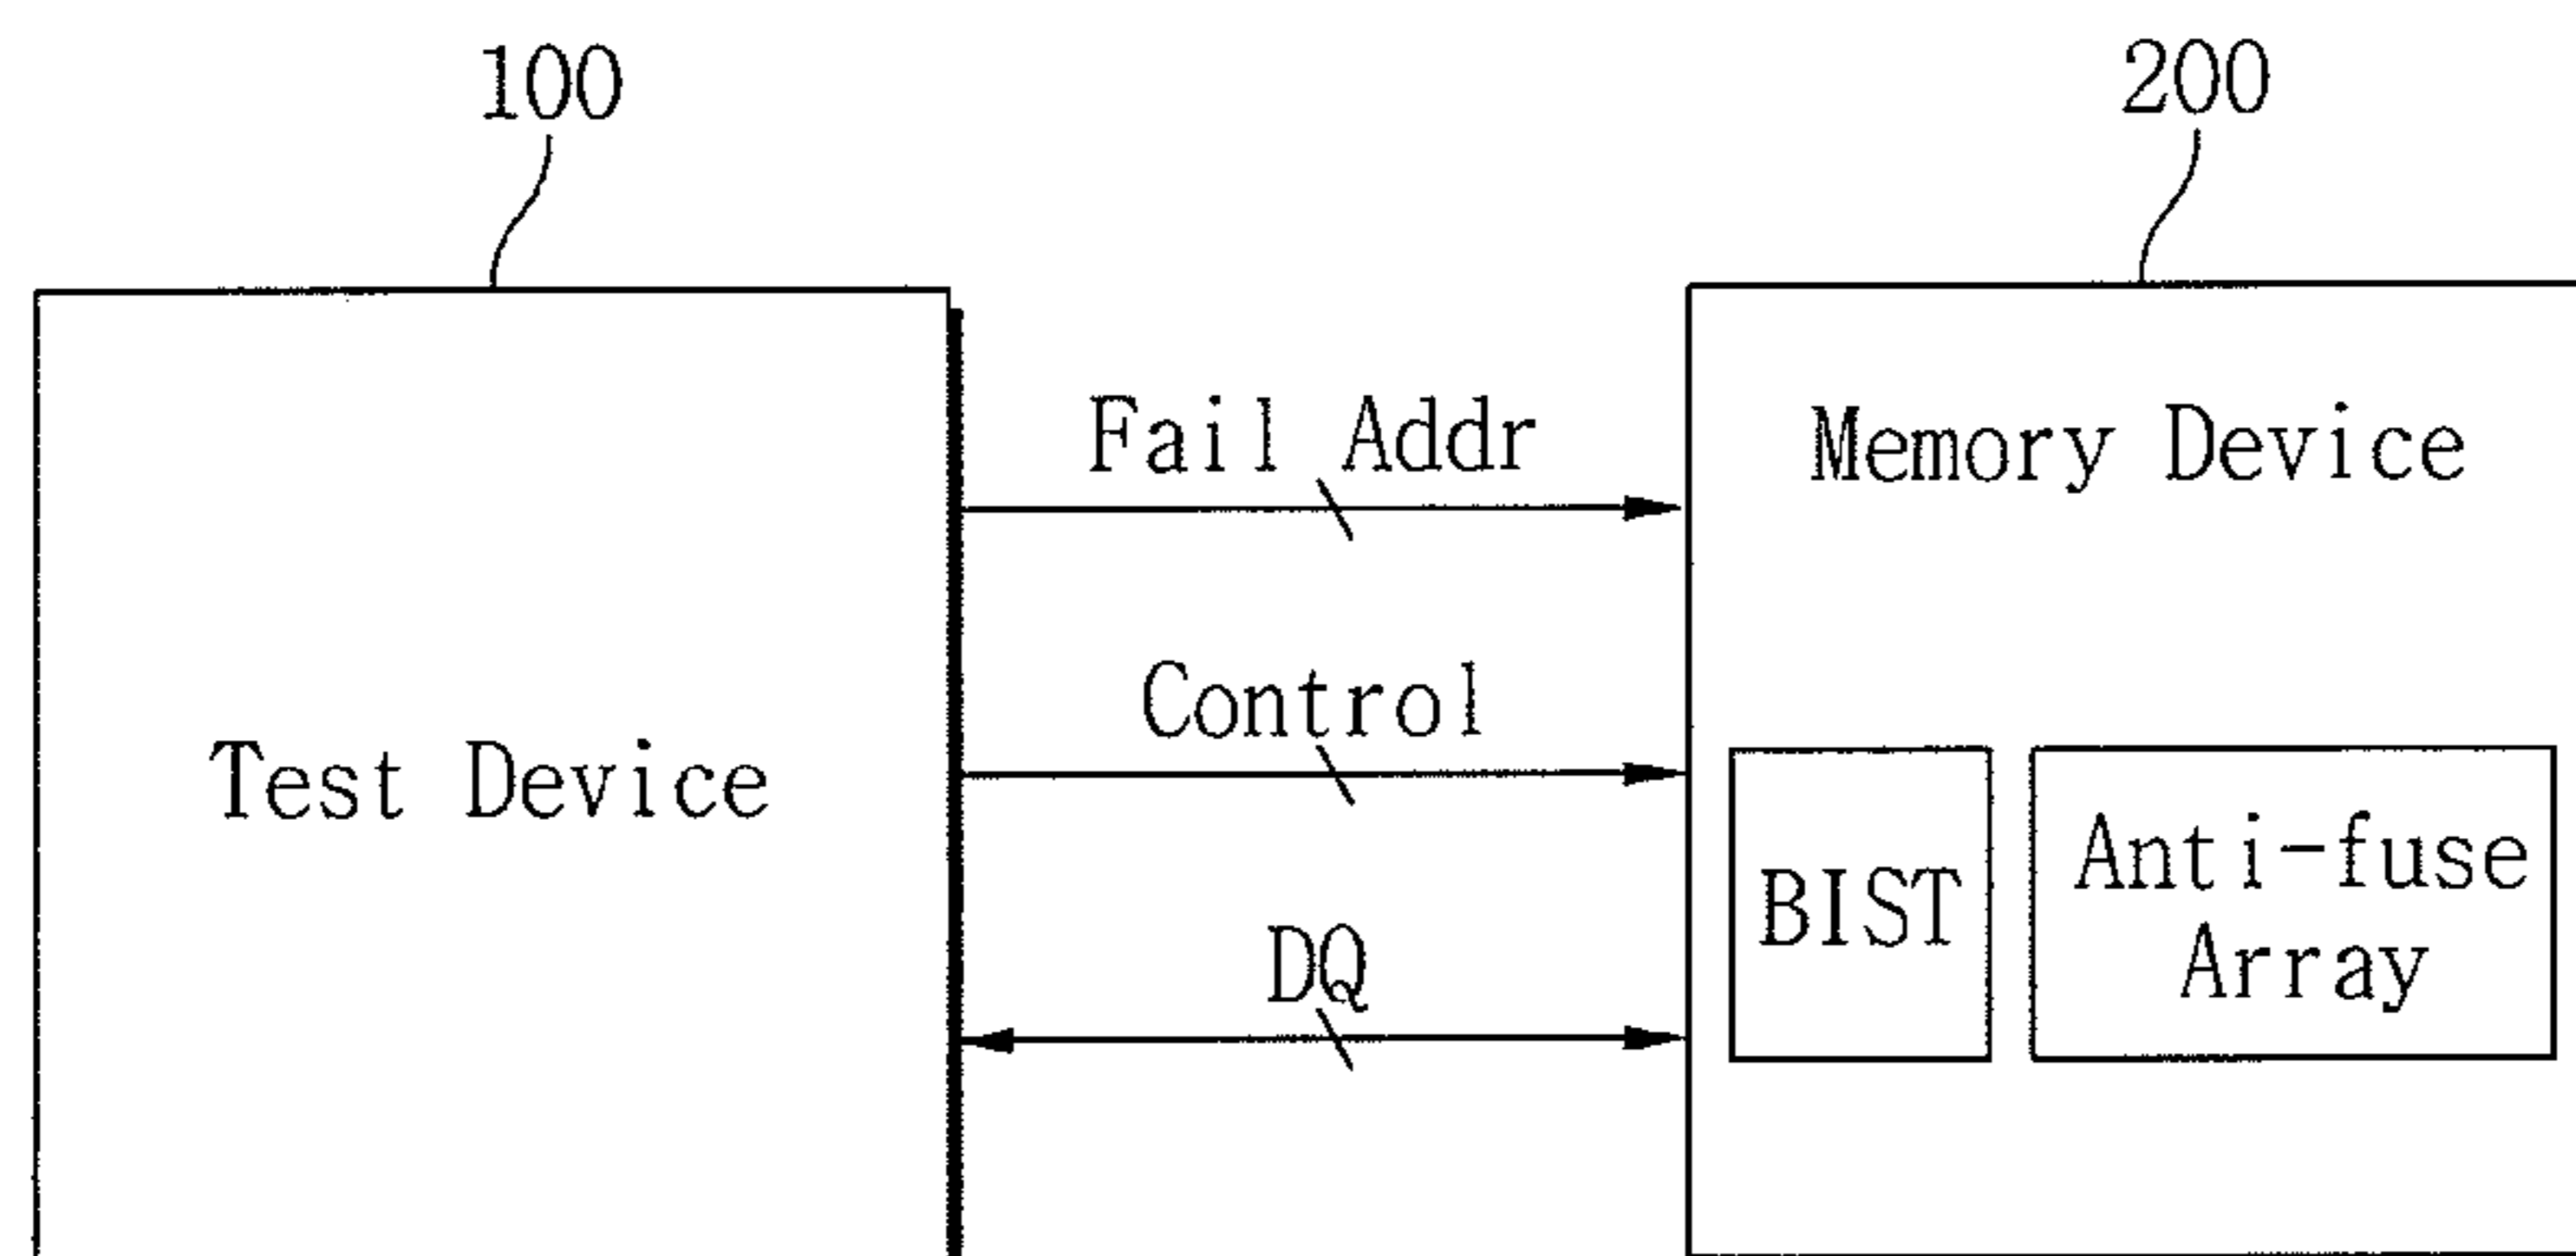 100
200
Fail Addr
Memory Device
Control
Test Device
BIST
Anti-fuse
Array
DQ